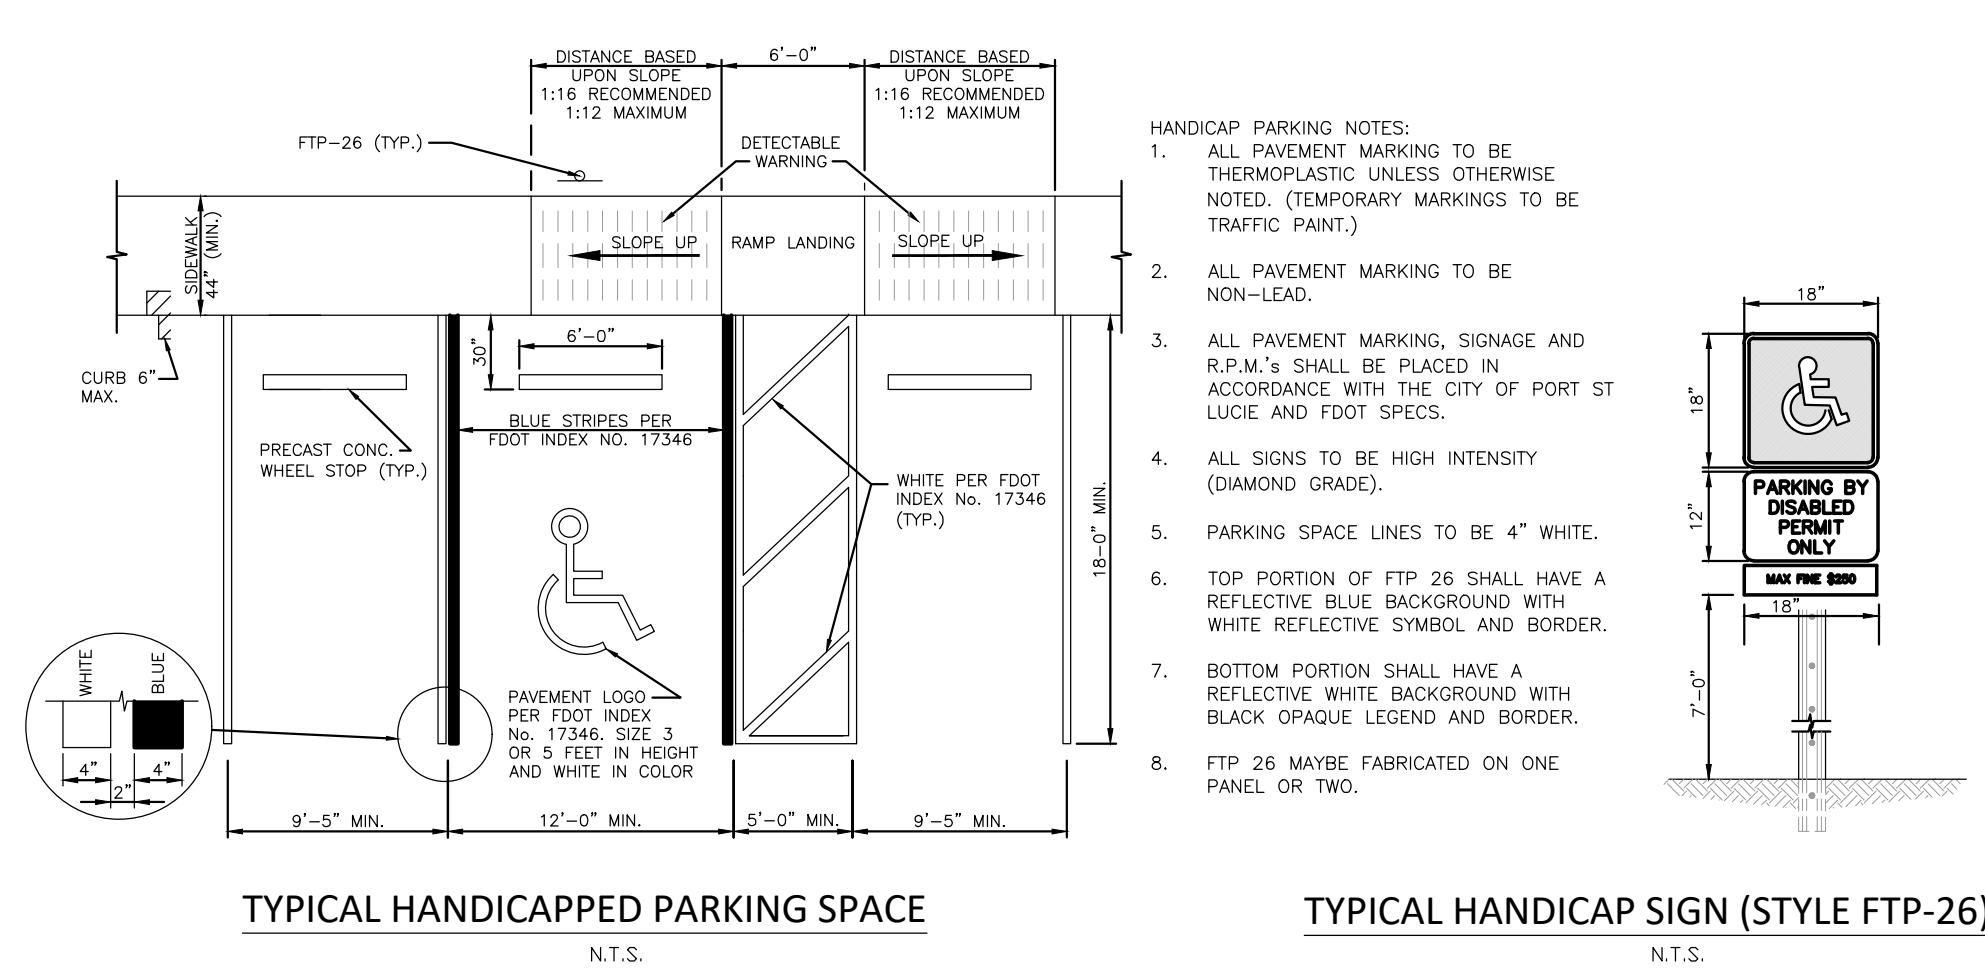 DISTANCE BASED
UPON SLOPE
1:16 RECOMMENDED
1:12 MAXIMUM
6'-0"
DISTANCE BASED
UPON SLOPE
1:16 RECOMMENDED
1:12 MAXIMUM
FTP-26 (TYP.)
DETECTABLE
WARNING
SIDEWALK
44" (MIN.)
SLOPE UP
RAMP LANDING
SLOPE UP
CURB 6"
MAX.
30"
6'-0"
BLUE STRIPES PER
FDOT INDEX NO. 17346
PRECAST CONC.
WHEEL STOP (TYP.)
WHITE PER FDOT
INDEX No. 17346
(TYP.)
18-0" MIN.
PAVEMENT LOGO
PER FDOT INDEX
No. 17346. SIZE 3
OR 5 FEET IN HEIGHT
AND WHITE IN COLOR
WHITE
BLUE
4"
4"
2"
9'-5" MIN.
12'-0" MIN.
5'-0" MIN.
9'-5" MIN.
TYPICAL HANDICAPPED PARKING SPACE
N.T.S.
HANDICAP PARKING NOTES:
1. ALL PAVEMENT MARKING TO BE
THERMOPLASTIC UNLESS OTHERWISE
NOTED. (TEMPORARY MARKINGS TO BE
TRAFFIC PAINT.)
2. ALL PAVEMENT MARKING TO BE
NON-LEAD.
3. ALL PAVEMENT MARKING, SIGNAGE AND
R.P.M.'s SHALL BE PLACED IN
ACCORDANCE WITH THE CITY OF PORT ST
LUCIE AND FDOT SPECS.
4. ALL SIGNS TO BE HIGH INTENSITY
(DIAMOND GRADE).
5. PARKING SPACE LINES TO BE 4" WHITE.
6. TOP PORTION OF FTP 26 SHALL HAVE A
REFLECTIVE BLUE BACKGROUND WITH
WHITE REFLECTIVE SYMBOL AND BORDER.
7. BOTTOM PORTION SHALL HAVE A
REFLECTIVE WHITE BACKGROUND WITH
BLACK OPAQUE LEGEND AND BORDER.
8. FTP 26 MAYBE FABRICATED ON ONE
PANEL OR TWO.
18"
18"
12"
PARKING BY
DISABLED
PERMIT
ONLY
MAX FINE $250
18"
7'-0"
TYPICAL HANDICAP SIGN (STYLE FTP-26)
N.T.S.